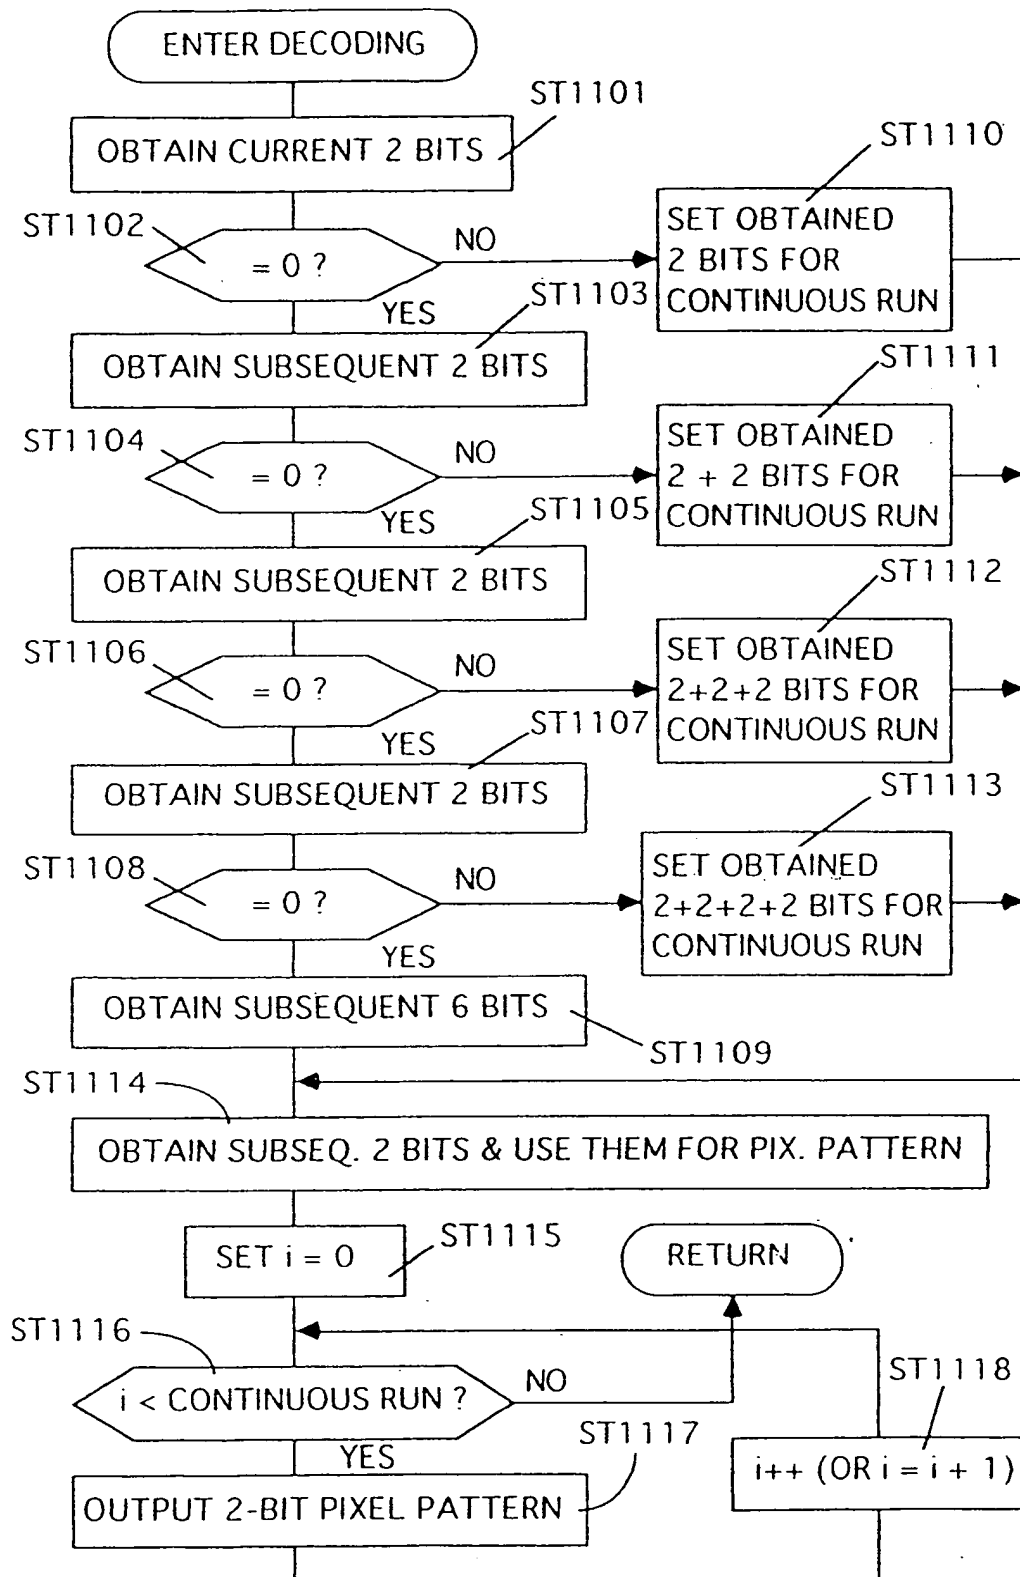 ENTER DECODING
ST1101
OBTAIN CURRENT 2 BITS
ST1110
ST1102
= 0 ?
NO
SET OBTAINED
2 BITS FOR
CONTINUOUS RUN
YES
ST1103
OBTAIN SUBSEQUENT 2 BITS
ST1111
ST1104
= 0 ?
NO
SET OBTAINED
2 + 2 BITS FOR
CONTINUOUS RUN
YES
ST1105
OBTAIN SUBSEQUENT 2 BITS
ST1112
ST1106
= 0 ?
NO
SET OBTAINED
2+2+2 BITS FOR
CONTINUOUS RUN
YES
ST1107
OBTAIN SUBSEQUENT 2 BITS
ST1113
ST1108
= 0 ?
NO
SET OBTAINED
2+2+2+2 BITS FOR
CONTINUOUS RUN
YES
OBTAIN SUBSEQUENT 6 BITS
ST1109
ST1114
OBTAIN SUBSEQ. 2 BITS & USE THEM FOR PIX. PATTERN
SET i = 0
ST1115
RETURN
ST1116
i < CONTINUOUS RUN ?
NO
ST1118
YES
ST1117
i++ (OR i = i + 1)
OUTPUT 2-BIT PIXEL PATTERN